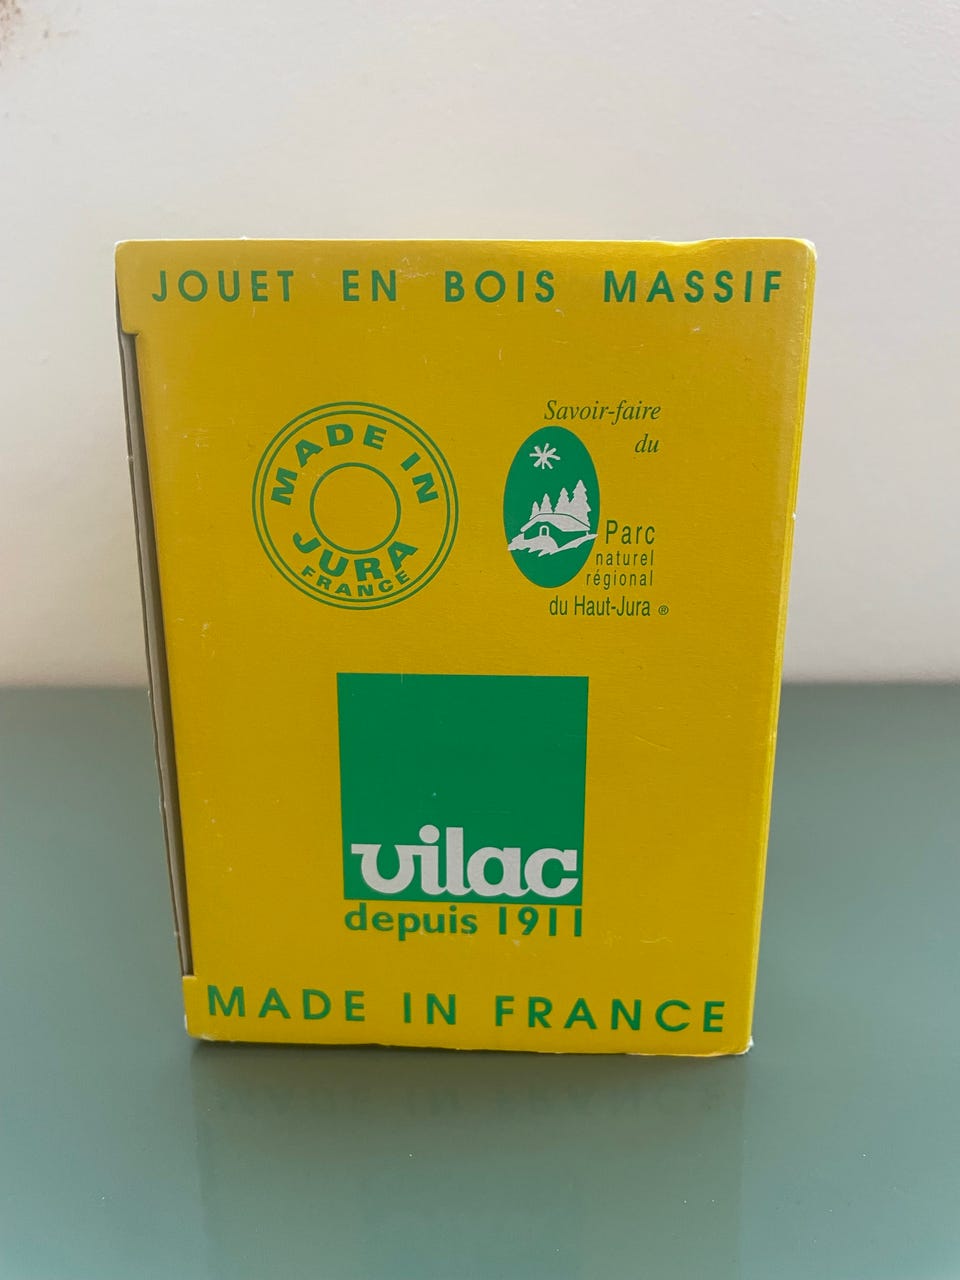 JOUET EN BOIS MASSIF
MADE IN
JURA
FRANCE
Savoir-faire
du
Parc
naturel
régional
du Haut-Jura ®
vilac
depuis 1911
MADE IN FRANCE